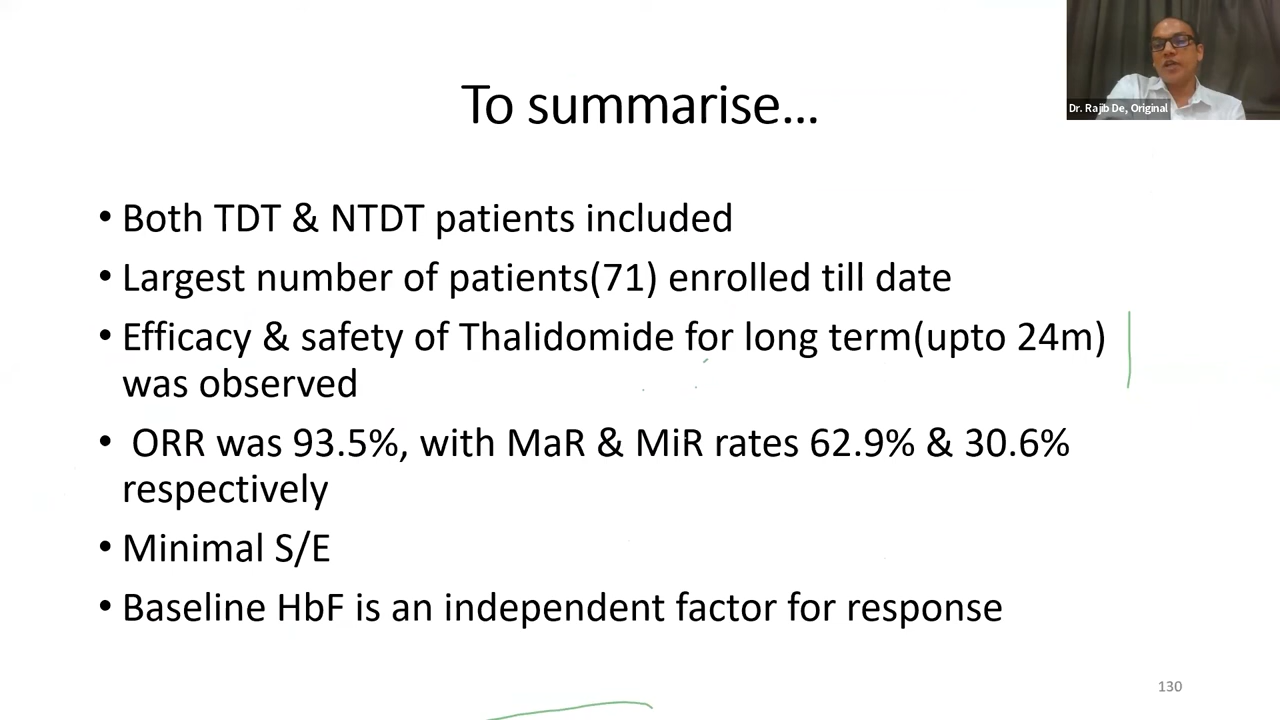 To summarise...
Dr. Rajib De, Original
• Both TDT & NTDT patients included
• Largest number of patients(71) enrolled till date
• Efficacy & safety of Thalidomide for long term(upto 24m)
was observed
• ORR was 93.5%, with MaR & MiR rates 62.9% & 30.6%
respectively
• Minimal S/E
• Baseline HbF is an independent factor for response
130